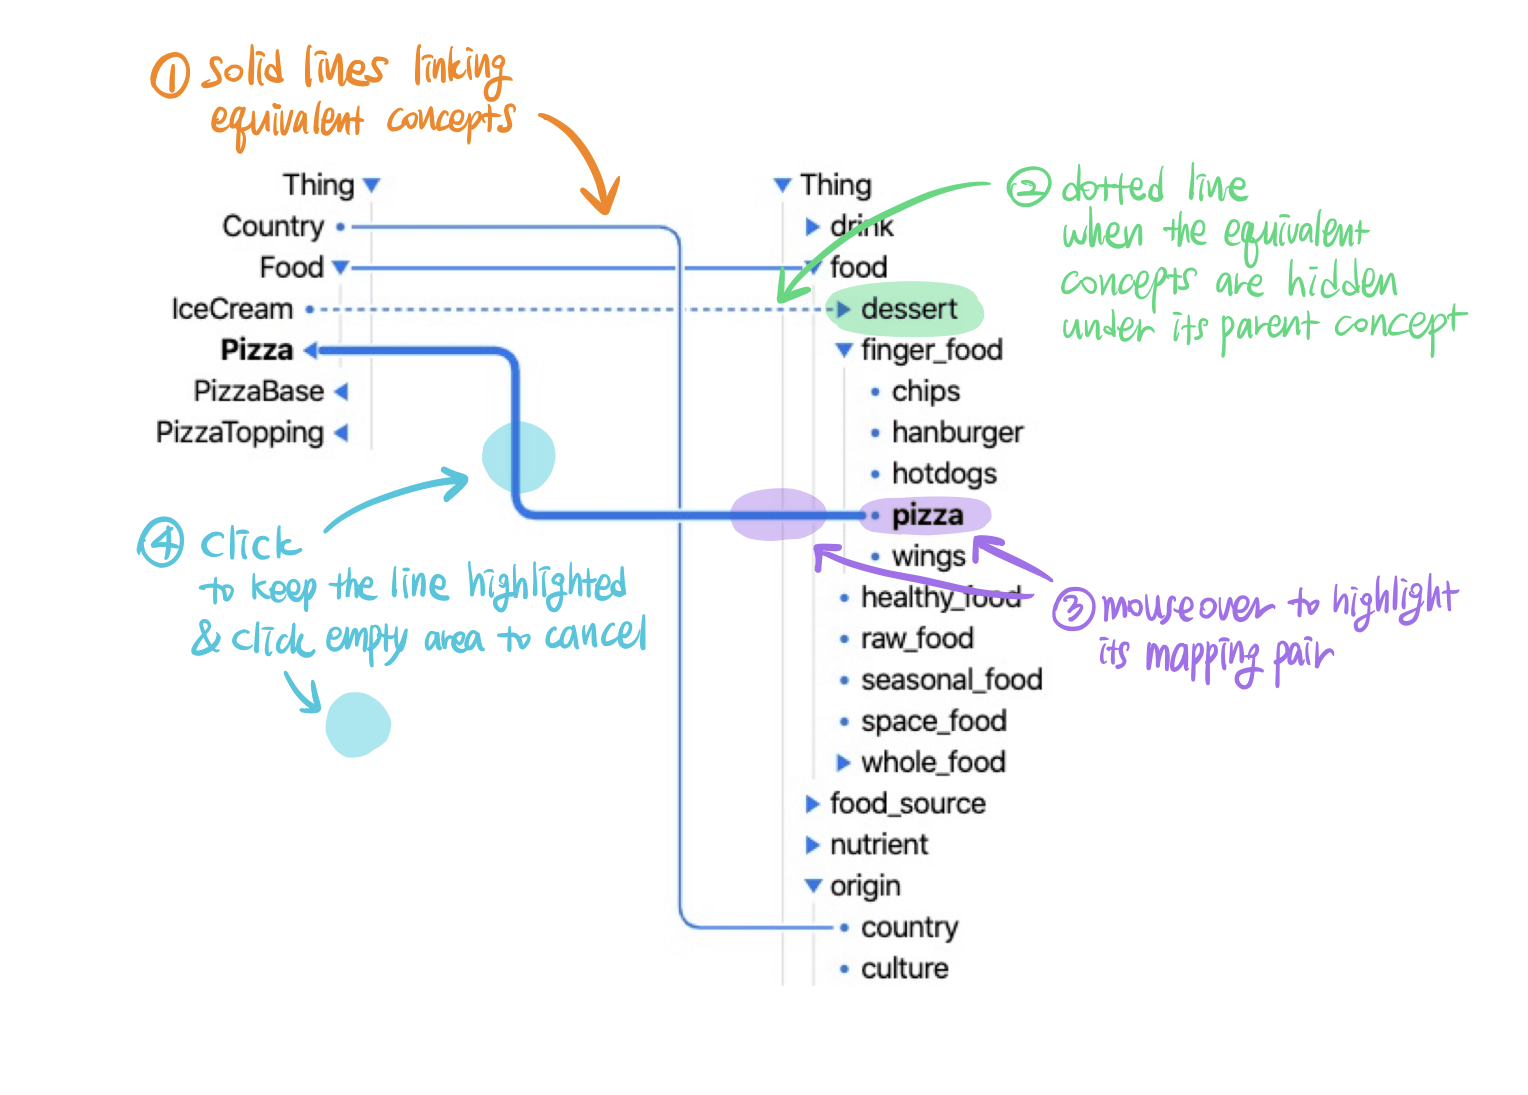 ① solid lines linking
equivalent concepts
Thing
Country
Food
IceCream
Pizza
PizzaBase
PizzaTopping
Thing
drink
food
dessert
finger_food
chips
hanburger
hotdogs
pizza
wings
healthy_food
raw_food
seasonal_food
space_food
whole_food
food_source
nutrient
origin
country
culture
② dotted line
when the equivalent
concepts are hidden
under its parent concept
③ mouseover to highlight
its mapping pair
④ click
to keep the line highlighted
& click empty area to cancel